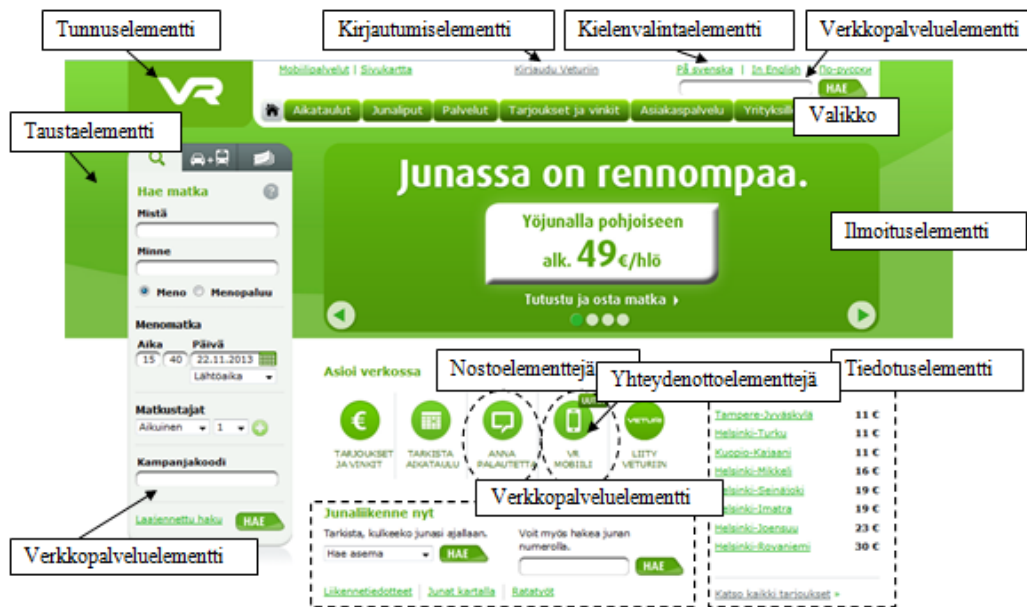 Tunnuselementti
Kirjautumiselementti
Kielenvalintaelementti
Verkkopalveluelementti
Mobiilipalvelut | Sivukartta
Kirjaudu Veturiin
På svenska | In English | По-русски
VR
HAE
Aikataulut
Junaliput
Palvelut
Tarjoukset ja vinkit
Asiakaspalvelu
Valikko
Taustaelementti
Hae matka
?
Mistä
Minne
Meno
Menopaluu
Menomatka
Aika
Päivä
15
40
22.11.2013
Lähtöaika
Matkustajat
Aikuinen
1
Kampanjakoodi
Laajennettu haku
HAE
Verkkopalveluelementti
Junassa on rennompaa.
Yöjunalla pohjoiseen
alk. 49 €/hlö
Tutustu ja osta matka
Ilmoituselementti
Asioi verkossa
Nostoelementtejä
Yhteydenottoelementtejä
Tiedotuselementti
€
TARJOUKSET
JA VINKIT
TARKISTA
AIKATAULU
ANNA
PALAUTETTA
VR
MOBIILI
VETURI
LIITY
VETURIIN
Verkkopalveluelementti
Junaliikenne nyt
Tarkista, kulkeeko junasi ajallaan.
Hae asema
HAE
Voit myös hakea junan
numerolla.
HAE
Liikennetiedotteet
Junat kartalla
Ratatyöt
Tampere-Jyväskylä 11 €
Helsinki-Turku 11 €
Kuopio-Kajaani 11 €
Helsinki-Mikkeli 16 €
Helsinki-Seinäjoki 19 €
Helsinki-Imatra 19 €
Helsinki-Joensuu 23 €
Helsinki-Rovaniemi 30 €
Katso kaikki tarjoukset